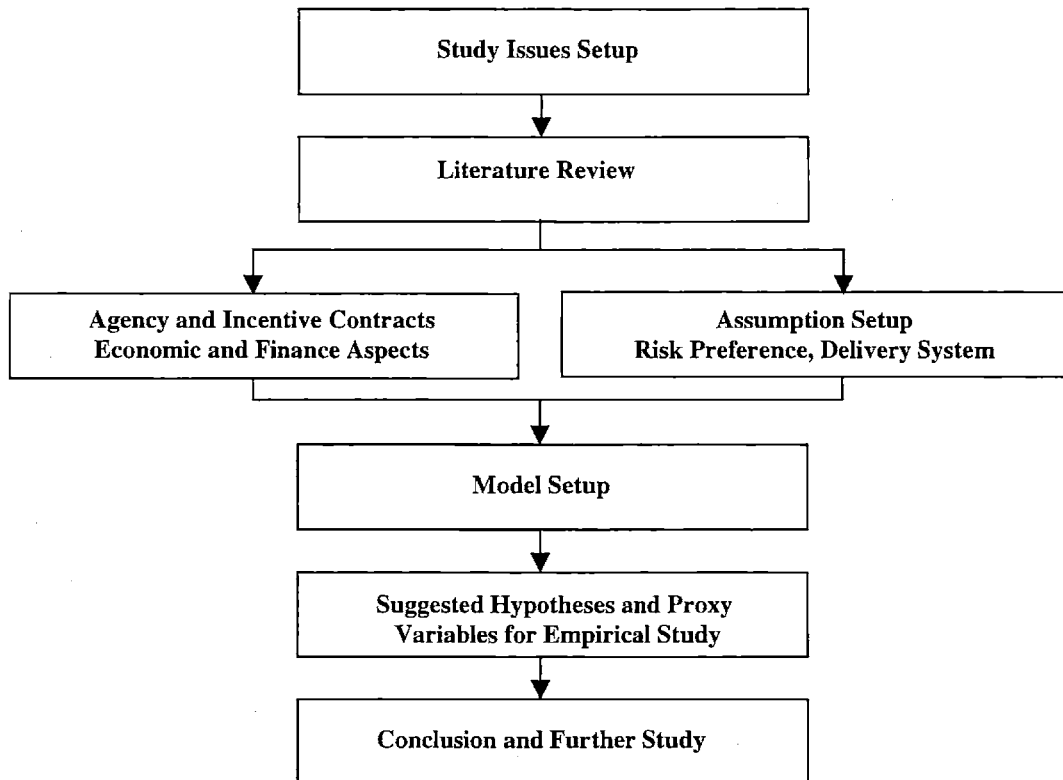 Study Issues Setup
Literature Review
Agency and Incentive Contracts
Economic and Finance Aspects
Assumption Setup
Risk Preference, Delivery System
Model Setup
Suggested Hypotheses and Proxy
Variables for Empirical Study
Conclusion and Further Study